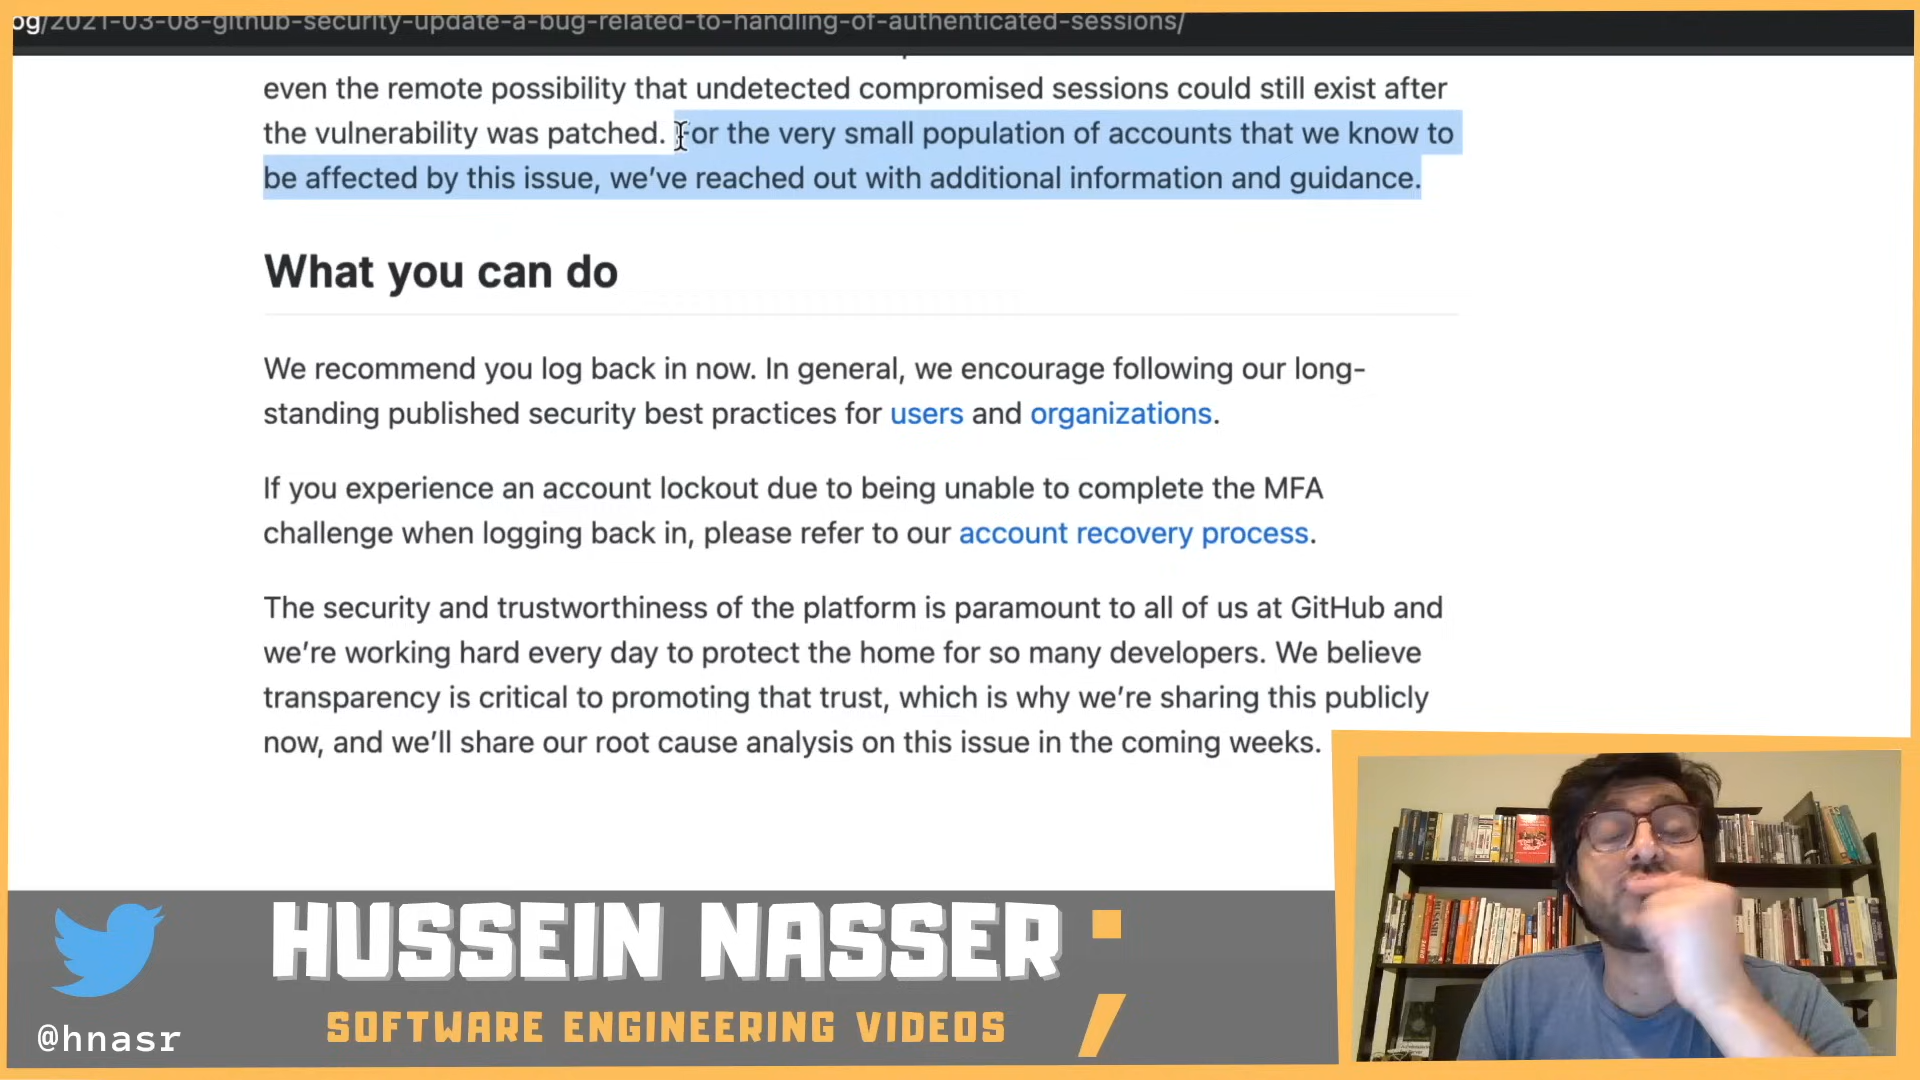 og/2021-03-08-github-security-update-a-bug-related-to-handling-of-authenticated-sessions/
even the remote possibility that undetected compromised sessions could still exist after
the vulnerability was patched. For the very small population of accounts that we know to
be affected by this issue, we’ve reached out with additional information and guidance.
What you can do
We recommend you log back in now. In general, we encourage following our long-
standing published security best practices for users and organizations.
If you experience an account lockout due to being unable to complete the MFA
challenge when logging back in, please refer to our account recovery process.
The security and trustworthiness of the platform is paramount to all of us at GitHub and
we’re working hard every day to protect the home for so many developers. We believe
transparency is critical to promoting that trust, which is why we’re sharing this publicly
now, and we’ll share our root cause analysis on this issue in the coming weeks.
HUSSEIN NASSER ;
SOFTWARE ENGINEERING VIDEOS
@hnasr